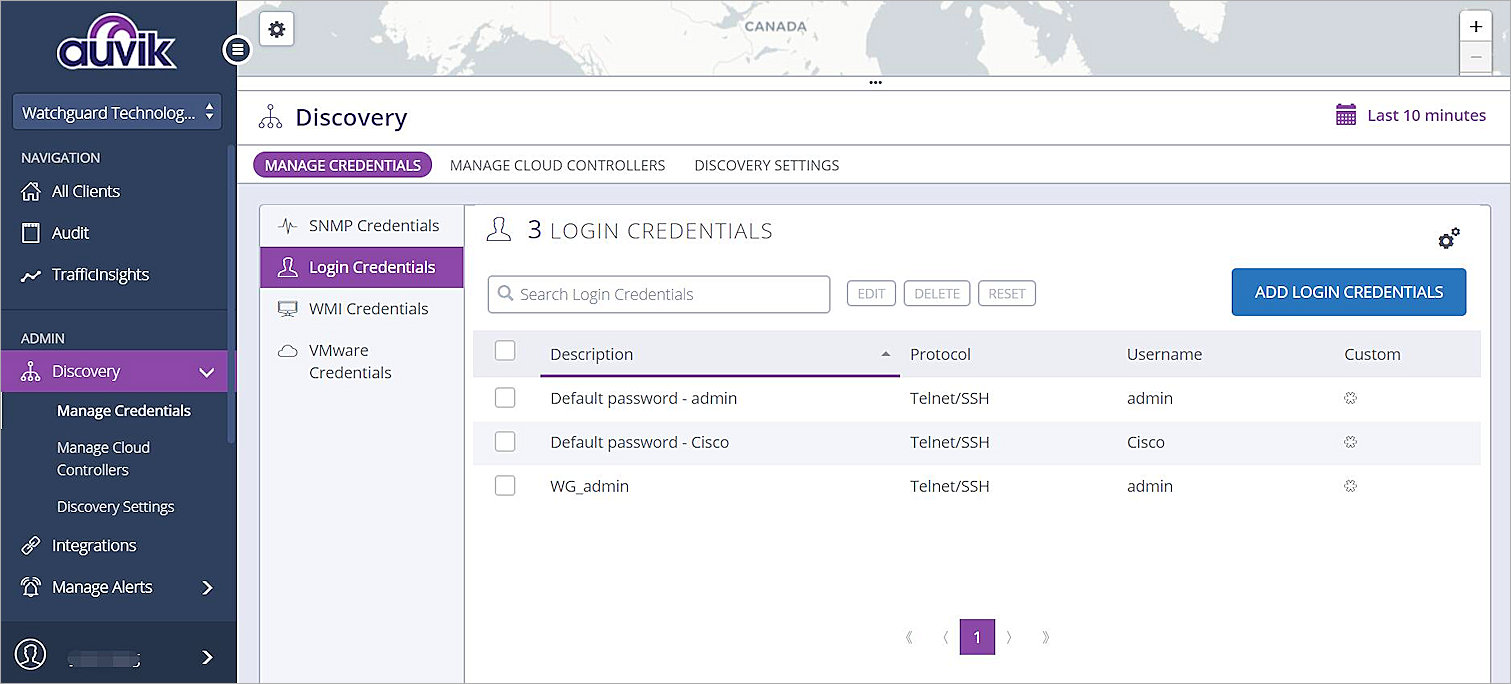 auvik
Watchguard Technolog...
NAVIGATION
All Clients
Audit
TrafficInsights
ADMIN
Discovery
Manage Credentials
Manage Cloud
Controllers
Discovery Settings
Integrations
Manage Alerts
CANADA
+
−
•••
Discovery
Last 10 minutes
MANAGE CREDENTIALS MANAGE CLOUD CONTROLLERS DISCOVERY SETTINGS
SNMP Credentials
Login Credentials
WMI Credentials
VMware
Credentials
3 LOGIN CREDENTIALS
Search Login Credentials EDIT DELETE RESET ADD LOGIN CREDENTIALS
Description Protocol Username Custom
Default password - admin Telnet/SSH admin
Default password - Cisco Telnet/SSH Cisco
WG_admin Telnet/SSH admin
《 〈 1 〉 》